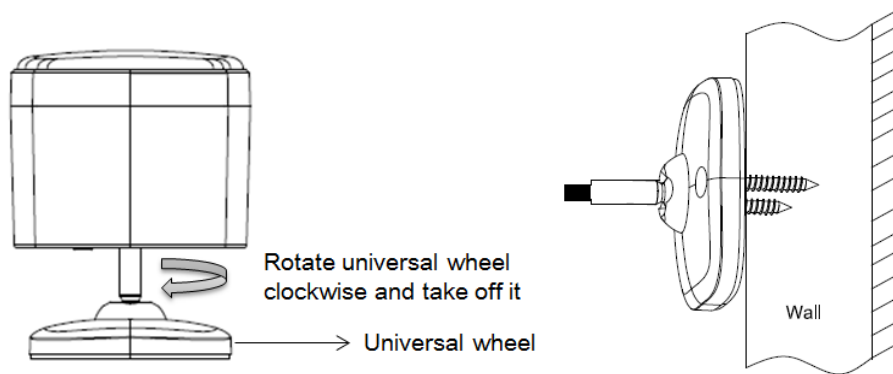 Rotate universal wheel
clockwise and take off it
Universal wheel
Wall